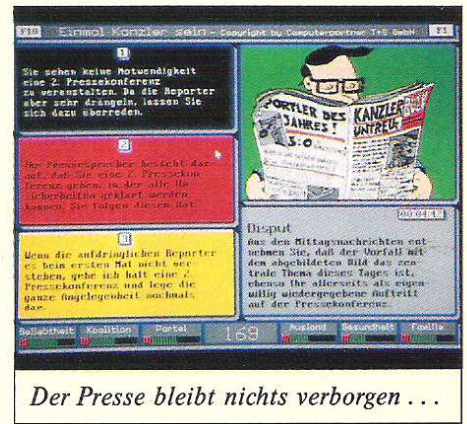 F10 Einmal Kanzler sein - Copyright by Computerpartner T+S GmbH F1
1
Sie sehen keine Notwendigkeit
eine 2. Pressekonferenz
zu veranstalten. Da die Reporter
aber sehr drängeln, lassen Sie
sich dazu überreden.
2
Ihr Pressesprecher besteht dar-
auf, daß Sie eine 2. Pressekon
ferenz geben, in der alle Un
sicherheiten geklärt werden
können. Sie folgen diesem Rat.
3
Wenn die aufdringlichen Reporter
es beim ersten Mal nicht ver-
stehen, gebe ich halt eine 2.
Pressekonferenz und lege die
ganze Angelegenheit nochmals
dar.
SPORTLER DES
JAHRES!
3:0
KANZLER
UNTREU
00:04:17
Disput
Aus den Mittagsnachrichten ent
nehmen Sie, daß der Vorfall mit
dem abgebildeten Bild das zen
trale Thema dieses Tages ist,
ebenso Ihr allerseits als eigen
willig wiedergegebene Auftritt
auf der Pressekonferenz.
Beliebtheit Koalition Partei 169 Ausland Gesundheit Familie
Der Presse bleibt nichts verborgen . . .